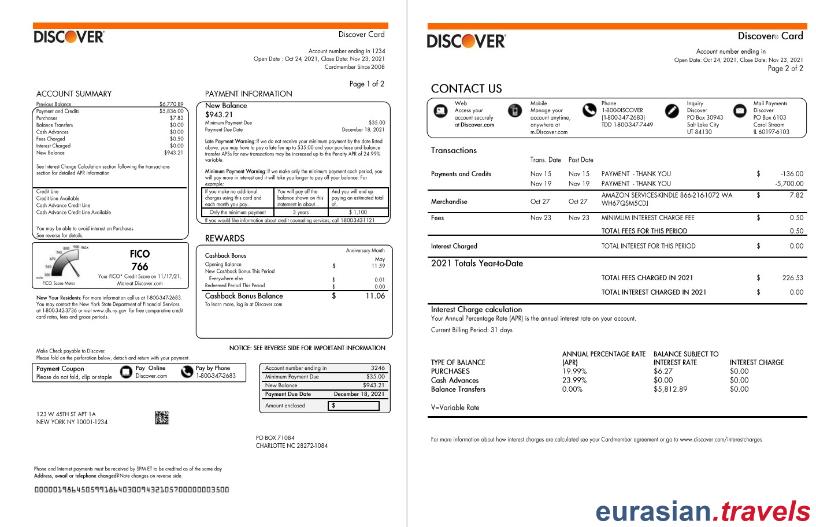 DISCOVER
Discover Card
Account number ending in 1234
Open Date : Oct 24, 2021, Close Date: Nov 23, 2021
Cardmember Since 2008
Page 1 of 2
ACCOUNT SUMMARY
Previous Balance $6,770.89
Payment and Credits $5,836.00
Purchases $7.82
Balance Transfers $0.00
Cash Advances $0.00
Fees Charged $0.50
Interest Charged $0.00
New Balance $943.21
See Interest Charge Calculation section following the transactions
section for detailed APR information
Credit Line
Credit Line Available
Cash Advance Credit Line
Cash Advance Credit Line Available
You may be able to avoid interest on Purchases.
See reverse for details.
FICO
766
FICO Score Meter
Your FICO® Credit Score on 11/17/21,
More at Discover.com
New York Residents: For more information call us at 1-800-347-2683.
You may contact the New York State Department of Financial Services
at 1-800-342-3736 or visit www.dfs.ny.gov for free comparative credit
card rates, fees and grace periods.
PAYMENT INFORMATION
New Balance
$943.21
Minimum Payment Due $35.00
Payment Due Date December 18, 2021
Late Payment Warning: If we do not receive your minimum payment by the date listed
above, you may have to pay a late fee up to $35.00 and your purchase and balance
transfer APRs for new transactions may be increased up to the Penalty APR of 24.99%
variable.
Minimum Payment Warning: If you make only the minimum payment each period, you
will pay more in interest and it will take you longer to pay off your balance. For
example:
If you make no additional
charges using this card and
each month you pay...
You will pay off the
balance shown on this
statement in about...
And you will end up
paying an estimated total
of...
Only the minimum payment 3 years $ 1,100
If you would like information about credit counseling services, call 18003431121
REWARDS
Anniversary Month
May
Cashback Bonus
Opening Balance $ 11.59
New Cashback Bonus This Period
Everywhere else $ 0.01
Redeemed Period This Period $ 0.00
Cashback Bonus Balance $ 11.06
To learn more, log in at Discover.com
NOTICE: SEE REVERSE SIDE FOR IMPORTANT INFORMATION
Make Check payable to Discover.
Please fold on the perforation below, detach and return with your payment
Payment Coupon
Please do not fold, clip or staple
Pay Online
Discover.com
Pay by Phone
1-800-347-2683
Account number ending in 3246
Minimum Payment Due $35.00
New Balance $943.21
Payment Due Date December 18, 2021
Amount enclosed $
123 W 45TH ST APT 1A
NEW YORK NY 10001-1234
PO BOX 71084
CHARLOTTE NC 28272-1084
Phone and Internet payments must be received by 5PM ET to be credited as of the same day
Address, email or telephone changed? Note changes on reverse side.
DISCOVER
Discover® Card
Account number ending in
Open Date: Oct 24, 2021, Close Date: Nov 23, 2021
Page 2 of 2
CONTACT US
Web
Access your
account securely
at Discover.com
Mobile
Manage your
account anytime,
anywhere at
m.Discover.com
Phone
1-800-DISCOVER
(1-800-347-2683)
TDD 1-800-347-7449
Inquiry
Discover
PO Box 30943
Salt Lake City
UT 84130
Mail Payments
Discover
PO Box 6103
Carol Stream
IL 60197-6103
Transactions
Trans. Date Post Date
Payments and Credits Nov 15 Nov 15 PAYMENT - THANK YOU $ -136.00
Nov 19 Nov 19 PAYMENT - THANK YOU -5,700.00
Merchandise Oct 27 Oct 27 AMAZON SERVICES-KINDLE 866-216-1072 WA $ 7.82
WH67QSM5C0J
Fees Nov 23 Nov 23 MINIMUM INTEREST CHARGE FEE $ 0.50
TOTAL FEES FOR THIS PERIOD $ 0.50
Interest Charged TOTAL INTEREST FOR THIS PERIOD $ 0.00
2021 Totals Year-to-Date
TOTAL FEES CHARGED IN 2021 $ 226.53
TOTAL INTEREST CHARGED IN 2021 $ 0.00
Interest Charge calculation
Your Annual Percentage Rate (APR) is the annual interest rate on your account.
Current Billing Period: 31 days.
TYPE OF BALANCE ANNUAL PERCENTAGE RATE (APR) BALANCE SUBJECT TO INTEREST RATE INTEREST CHARGE
PURCHASES 19.99% $6.27 $0.00
Cash Advances 23.99% $0.00 $0.00
Balance Transfers 0.00% $5,812.89 $0.00
V=Variable Rate
For more information about how interest charges are calculated see your Cardmember agreement or go to www.discover.com/interestcharges
eurasian.travels